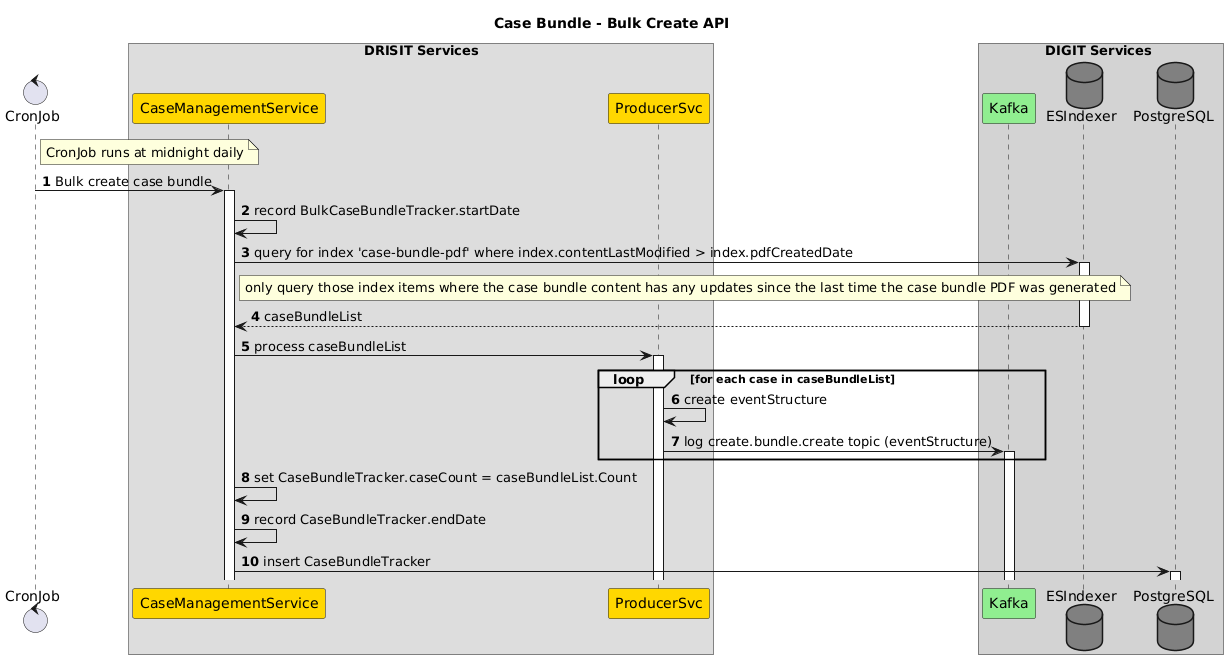 Case Bundle - Bulk Create API
DRISIT Services
DIGIT Services
CronJob
CaseManagementService
ProducerSvc
Kafka
ESIndexer
PostgreSQL
CronJob runs at midnight daily
1 Bulk create case bundle
2 record BulkCaseBundleTracker.startDate
3 query for index 'case-bundle-pdf' where index.contentLastModified > index.pdfCreatedDate
only query those index items where the case bundle content has any updates since the last time the case bundle PDF was generated
4 caseBundleList
5 process caseBundleList
loop [for each case in caseBundleList]
6 create eventStructure
7 log create.bundle.create topic (eventStructure)
8 set CaseBundleTracker.caseCount = caseBundleList.Count
9 record CaseBundleTracker.endDate
10 insert CaseBundleTracker
CronJob
CaseManagementService
ProducerSvc
Kafka
ESIndexer
PostgreSQL